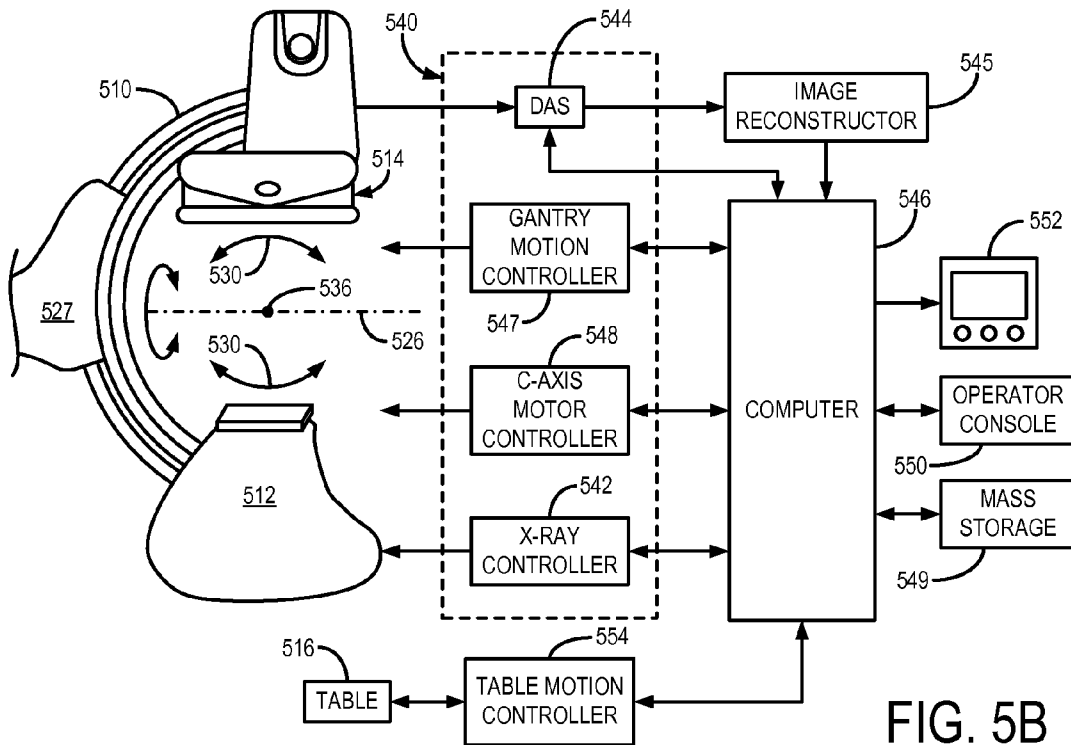 540
544
545
510
DAS
IMAGE
RECONSTRUCTOR
514
546
552
GANTRY
MOTION
CONTROLLER
530
536
547
527
526
548
530
C-AXIS
MOTOR
CONTROLLER
COMPUTER
OPERATOR
CONSOLE
550
512
542
MASS
STORAGE
X-RAY
CONTROLLER
549
554
516
TABLE
TABLE MOTION
CONTROLLER
FIG. 5B